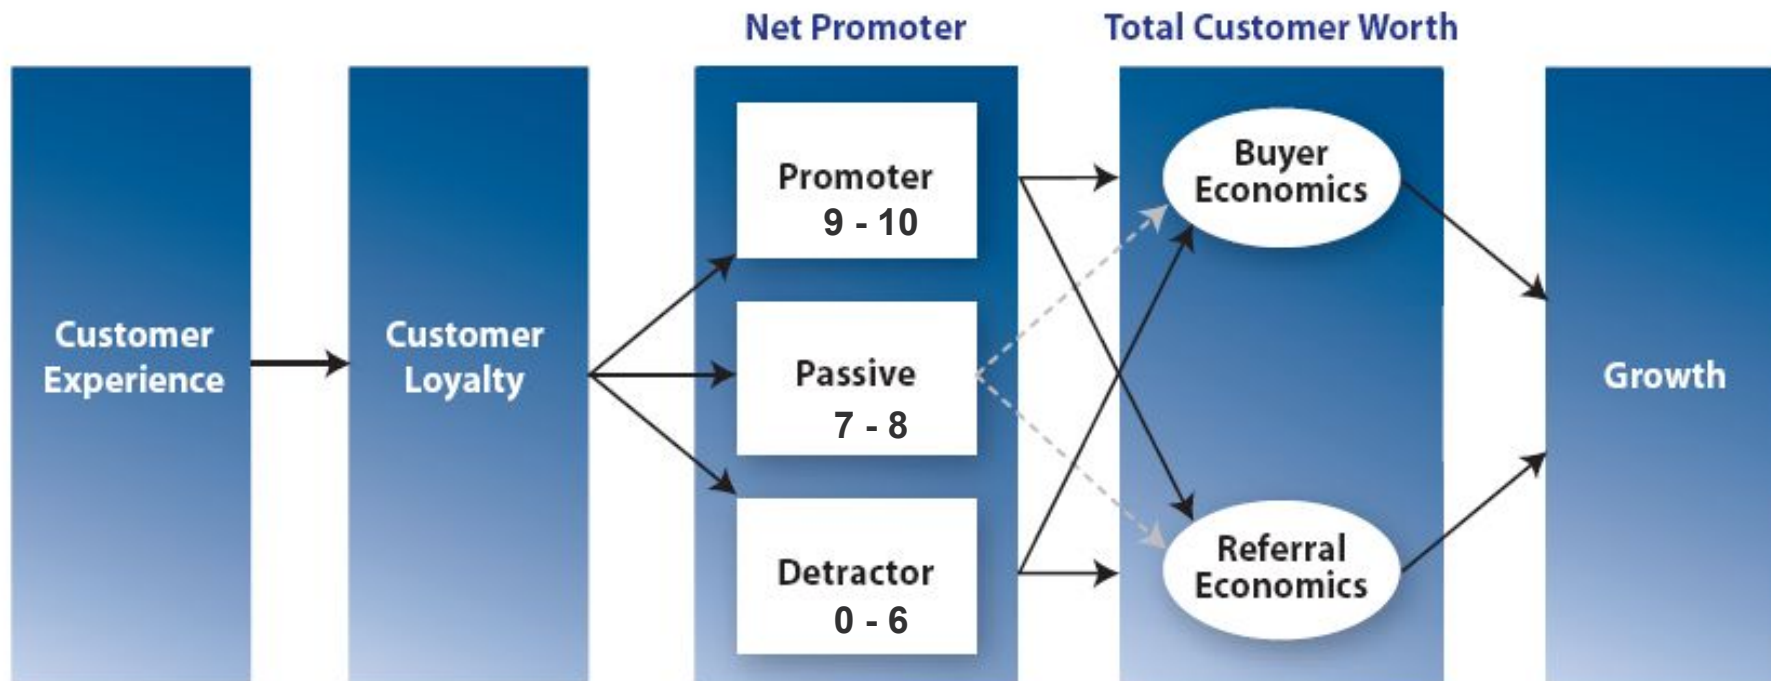 Net Promoter
Total Customer Worth
Customer
Experience
Customer
Loyalty
Promoter
9 - 10
Passive
7 - 8
Detractor
0 - 6
Buyer
Economics
Referral
Economics
Growth